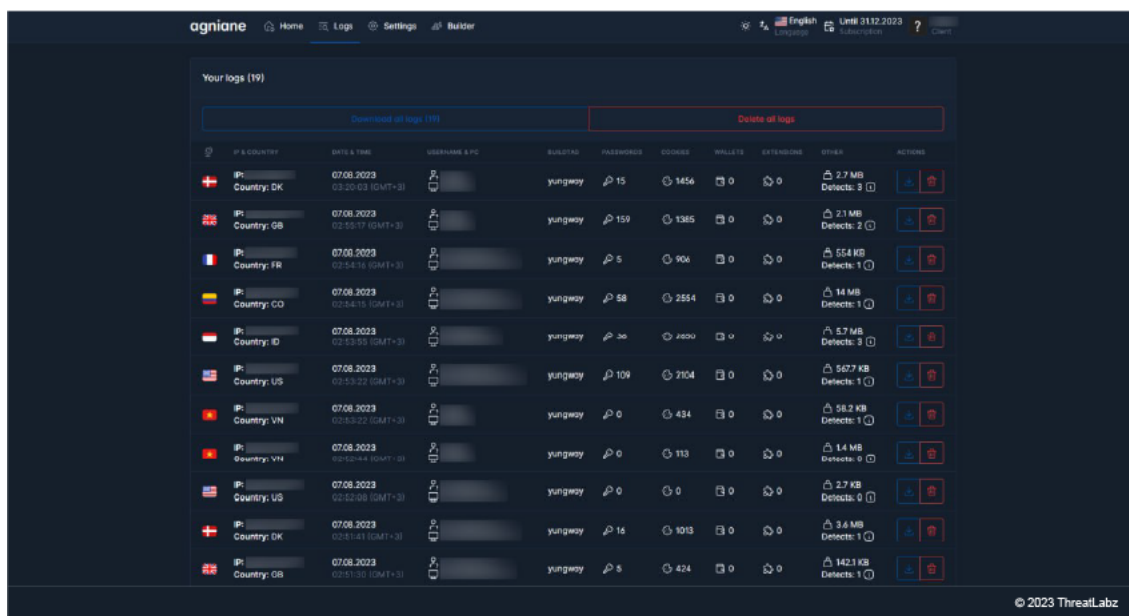 agniane Home Logs Settings Builder English Until 31.12.2023 ?
Language Subscription Client
Your logs (19)
Download all logs (19) Delete all logs
IP & COUNTRY DATE & TIME USERNAME & PC BUILDTAG PASSWORDS COOKIES WALLETS EXTENSIONS OTHER ACTIONS
IP: 07.08.2023 2.7 MB
Country: DK 03:20:03 (GMT+3) yungway 15 1456 0 0 Detects: 3
IP: 07.08.2023 2.1 MB
Country: GB 02:55:17 (GMT+3) yungway 159 1385 0 0 Detects: 2
IP: 07.08.2023 554 KB
Country: FR 02:54:16 (GMT+3) yungway 5 906 0 0 Detects: 1
IP: 07.08.2023 14 MB
Country: CO 02:54:15 (GMT+3) yungway 58 2554 0 0 Detects: 1
IP: 07.08.2023 5.7 MB
Country: ID 02:53:55 (GMT+3) yungway 0 0 Detects: 3
IP: 07.08.2023 567.7 KB
Country: US 02:53:22 (GMT+3) yungway 109 2104 0 0 Detects: 1
IP: 07.08.2023 58.2 KB
Country: VN 02:53:22 (GMT+3) yungway 0 434 0 0 Detects: 1
IP: 07.08.2023 1.4 MB
Country: VN 02:52:44 (GMT+3) yungway 0 113 0 0 Detects: 0
IP: 07.08.2023 2.7 KB
Country: US 02:52:08 (GMT+3) yungway 0 0 0 0 Detects: 0
IP: 07.08.2023 3.6 MB
Country: DK 02:51:41 (GMT+3) yungway 16 1013 0 0 Detects: 1
IP: 07.08.2023 142.1 KB
Country: GB 02:51:30 (GMT+3) yungway 5 424 0 0 Detects: 1
© 2023 ThreatLabz